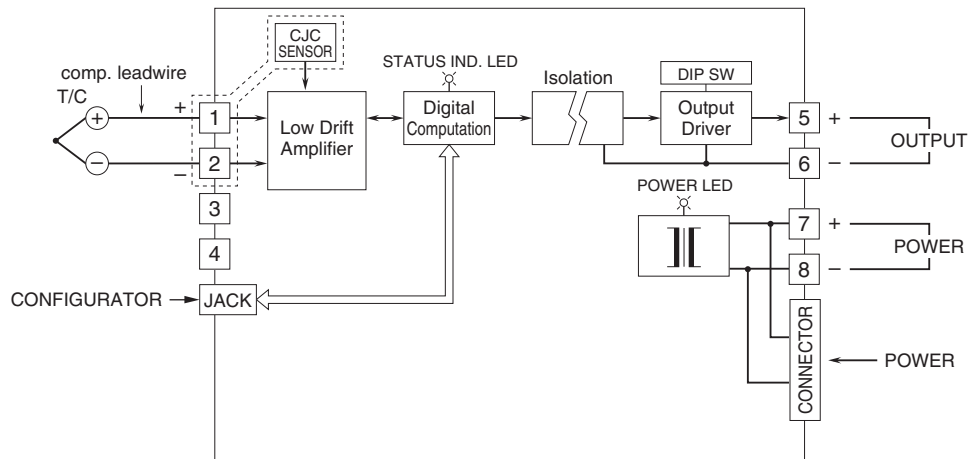 CJC
SENSOR
comp. leadwire
T/C
+
−
+
1
2
−
3
4
Low Drift
Amplifier
STATUS IND. LED
Digital
Computation
Isolation
DIP SW
Output
Driver
5
+
6
−
OUTPUT
POWER LED
7
+
8
−
POWER
CONFIGURATOR
JACK
CONNECTOR
POWER